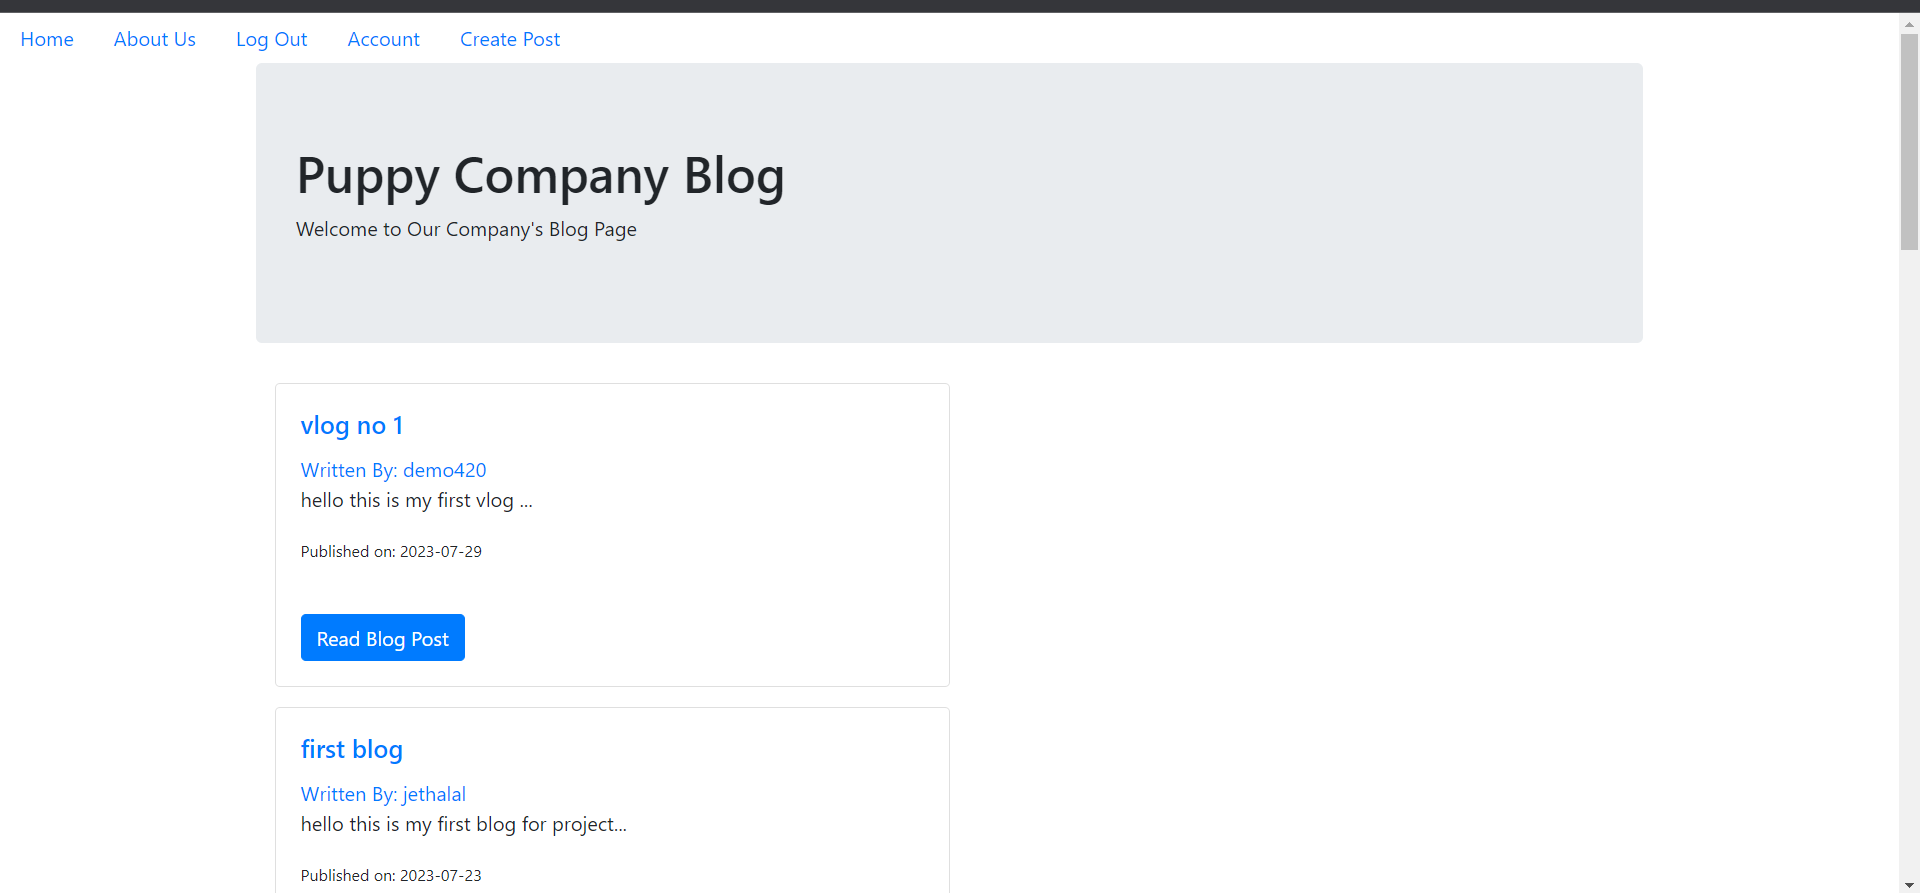 Home About Us Log Out Account Create Post
Puppy Company Blog
Welcome to Our Company's Blog Page
vlog no 1
Written By: demo420
hello this is my first vlog ...
Published on: 2023-07-29
Read Blog Post
first blog
Written By: jethalal
hello this is my first blog for project...
Published on: 2023-07-23